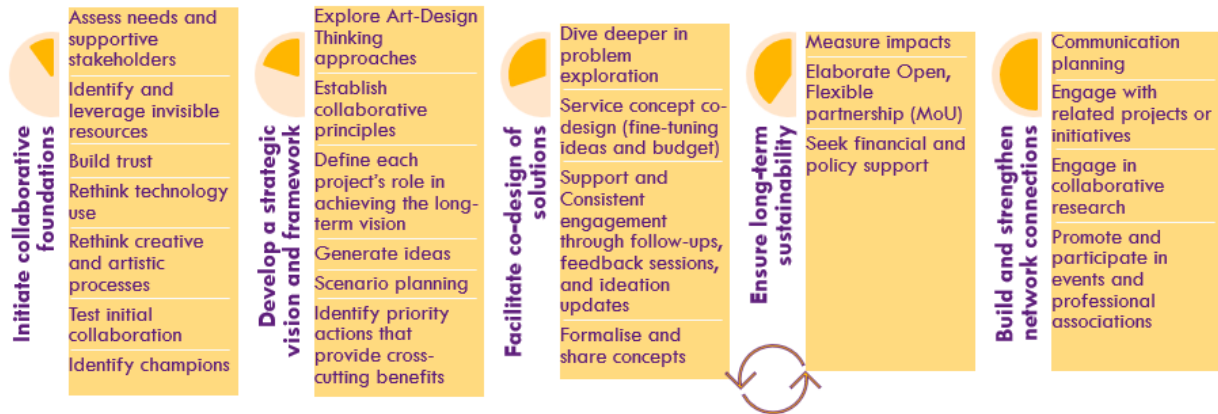 Initiate collaborative
foundations
Assess needs and
supportive
stakeholders
Identify and
leverage invisible
resources
Build trust
Rethink technology
use
Rethink creative
and artistic
processes
Test initial
collaboration
Identify champions
Develop a strategic
vision and framework
Explore Art-Design
Thinking
approaches
Establish
collaborative
principles
Define each
project's role in
achieving the long-
term vision
Generate ideas
Scenario planning
Identify priority
actions that
provide cross-
cutting benefits
Facilitate co-design of
solutions
Dive deeper in
problem
exploration
Service concept co-
design (fine-tuning
ideas and budget)
Support and
Consistent
engagement
through follow-ups,
feedback sessions,
and ideation
updates
Formalise and
share concepts
Ensure long-term
sustainability
Measure impacts
Elaborate Open,
Flexible
partnership (MoU)
Seek financial and
policy support
Build and strengthen
network connections
Communication
planning
Engage with
related projects or
initiatives
Engage in
collaborative
research
Promote and
participate in
events and
professional
associations